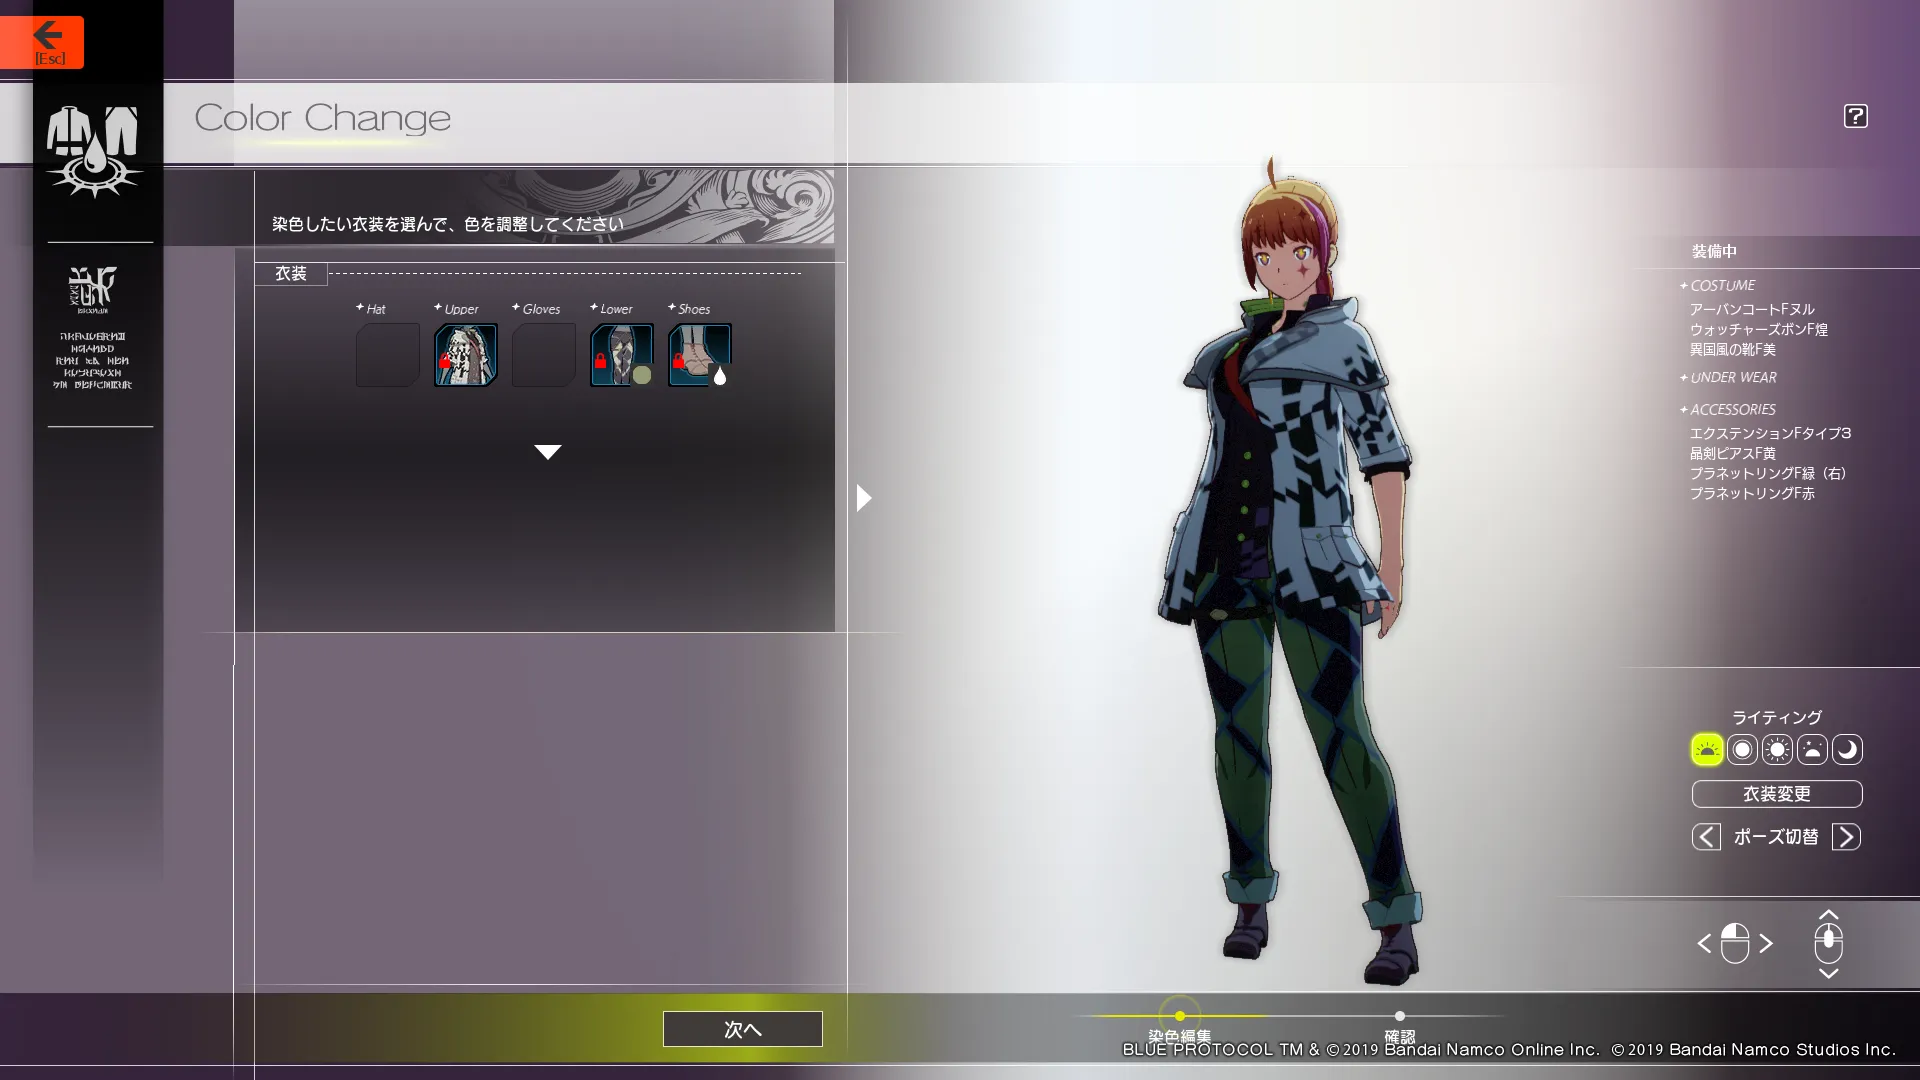 [Esc]
Color Change
?
染色したい衣装を選んで、色を調整してください
衣装
Hat
Upper
Gloves
Lower
Shoes
装備中
COSTUME
アーバンコートFヌル
ウォッチャーズボンF煌
異国風の靴F美
UNDER WEAR
ACCESSORIES
エクステンションFタイプ3
晶剣ピアスF黄
プラネットリングF緑（右）
プラネットリングF赤
ライティング
衣装変更
ポーズ切替
次へ
染色編集
確認
BLUE PROTOCOL TM & ©2019 Bandai Namco Online Inc. ©2019 Bandai Namco Studios Inc.